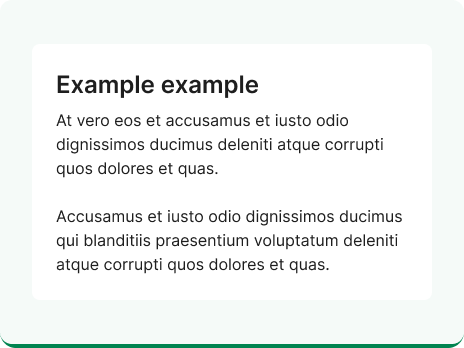 Example example
At vero eos et accusamus et iusto odio
dignissimos ducimus deleniti atque corrupti
quos dolores et quas.
Accusamus et iusto odio dignissimos ducimus
qui blanditiis praesentium voluptatum deleniti
atque corrupti quos dolores et quas.